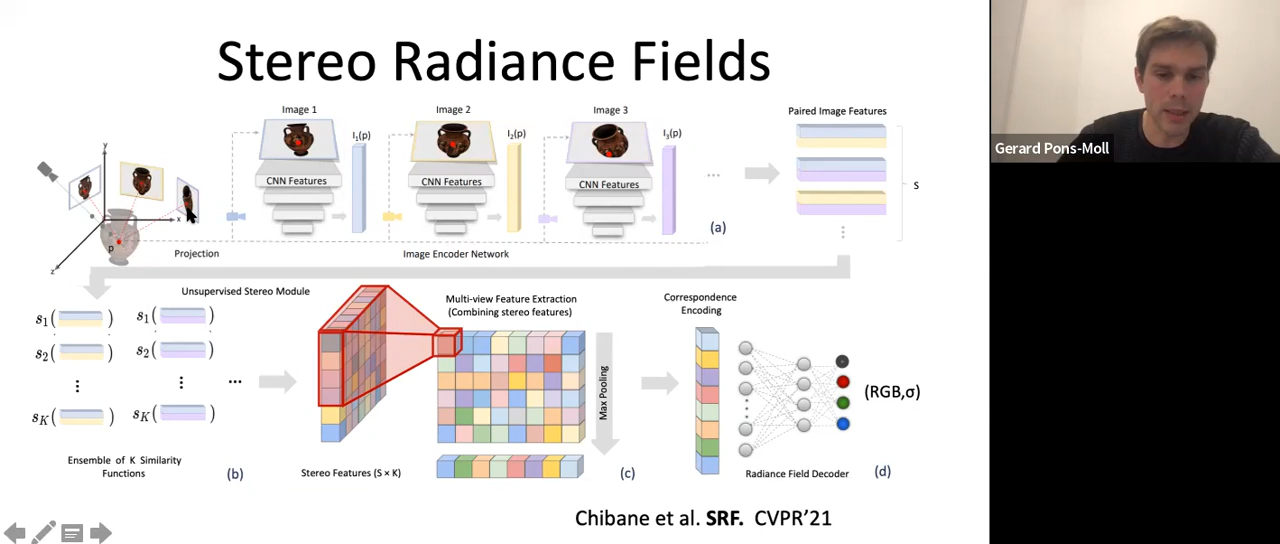 Stereo Radiance Fields
Image 1
Image 2
Image 3
Paired Image Features
I₁(p)
I₂(p)
I₃(p)
CNN Features
CNN Features
CNN Features
...
S
y
x
z
p
(a)
Projection
Image Encoder Network
Unsupervised Stereo Module
Multi-view Feature Extraction
(Combining stereo features)
Correspondence
Encoding
s₁( )
s₁( )
s₂( )
s₂( )
...
s_K( )
s_K( )
Max Pooling
(RGB,σ)
Ensemble of K Similarity
Functions
(b)
Stereo Features (S × K)
(c)
Radiance Field Decoder
(d)
Chibane et al. SRF. CVPR'21
Gerard Pons-Moll